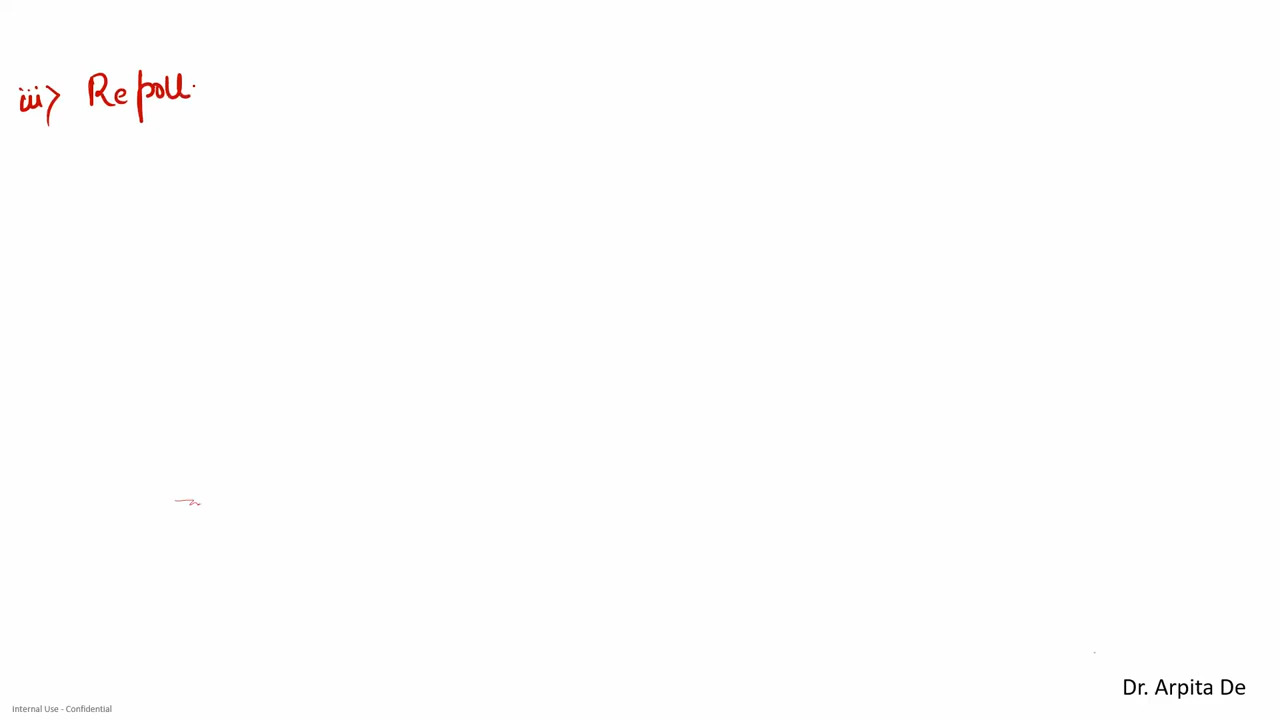 iii> Repoll
Dr. Arpita De
Internal Use - Confidential